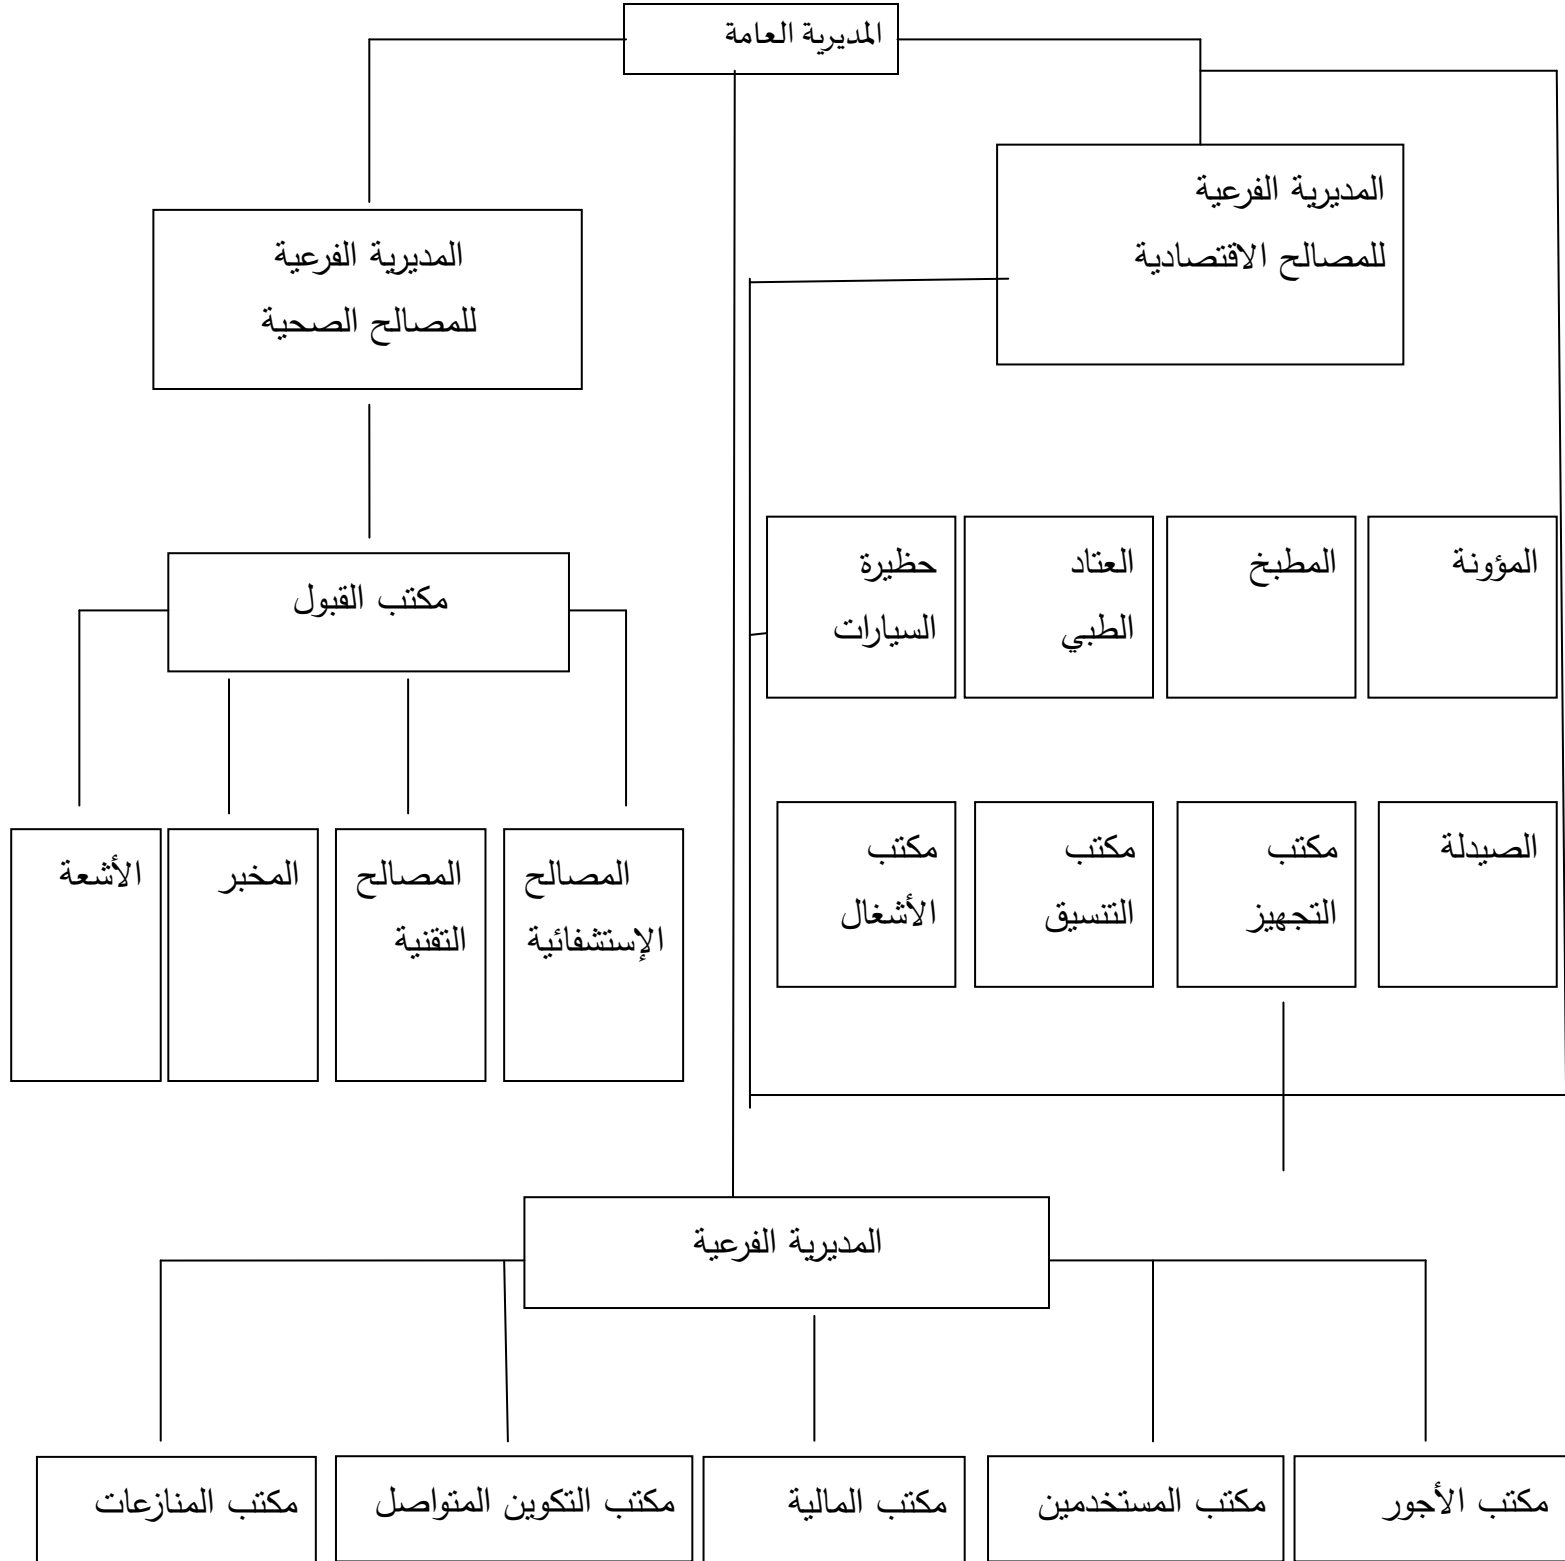 المديرية العامة
المديرية الفرعية
للمصالح الاقتصادية
المديرية الفرعية
للمصالح الصحية
المؤونة
المطبخ
العتاد
الطبي
حظيرة
السيارات
مكتب القبول
الصيدلة
مكتب
التجهيز
مكتب
التنسيق
مكتب
الأشغال
المصالح
الإستشفائية
المصالح
التقنية
المخبر
الأشعة
المديرية الفرعية
مكتب الأجور
مكتب المستخدمين
مكتب المالية
مكتب التكوين المتواصل
مكتب المنازعات